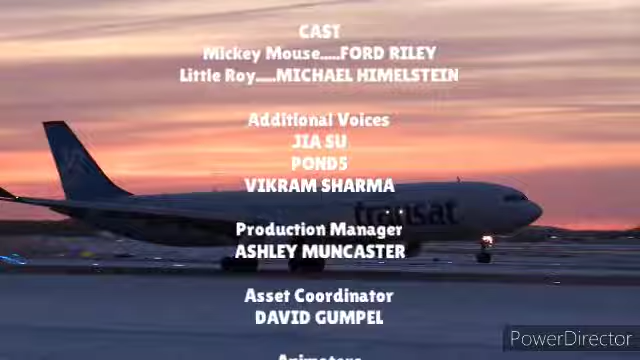 CAST
Mickey Mouse.....FORD RILEY
Little Roy.....MICHAEL HIMELSTEIN
Additional Voices
JIA SU
POND5
VIKRAM SHARMA
transat
Production Manager
ASHLEY MUNCASTER
Asset Coordinator
DAVID GUMPEL
Animators
PowerDirector